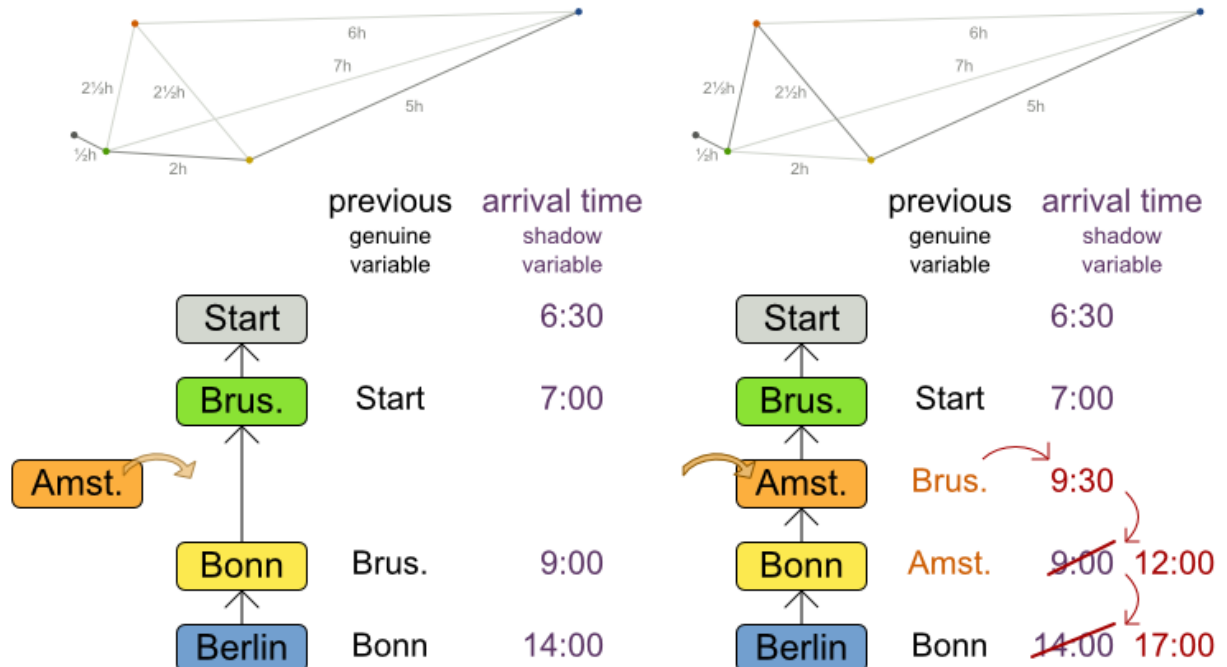 6h
7h
2½h
2½h
5h
½h
2h
previous arrival time
genuine shadow
variable variable
Start 6:30
Brus. Start 7:00
Amst.
Bonn Brus. 9:00
Berlin Bonn 14:00
6h
7h
2½h
2½h
5h
½h
2h
previous arrival time
genuine shadow
variable variable
Start 6:30
Brus. Start 7:00
Amst. Brus. 9:30
Bonn Amst. 9:00 12:00
Berlin Bonn 14:00 17:00